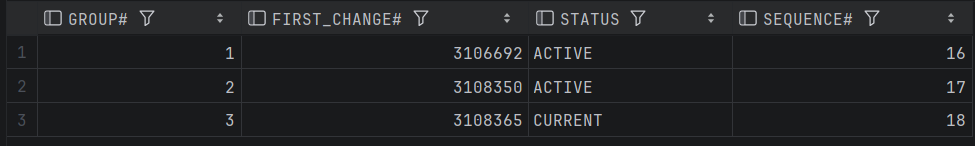 GROUP# FIRST_CHANGE# STATUS SEQUENCE#
1 1 3106692 ACTIVE 16
2 2 3108350 ACTIVE 17
3 3 3108365 CURRENT 18